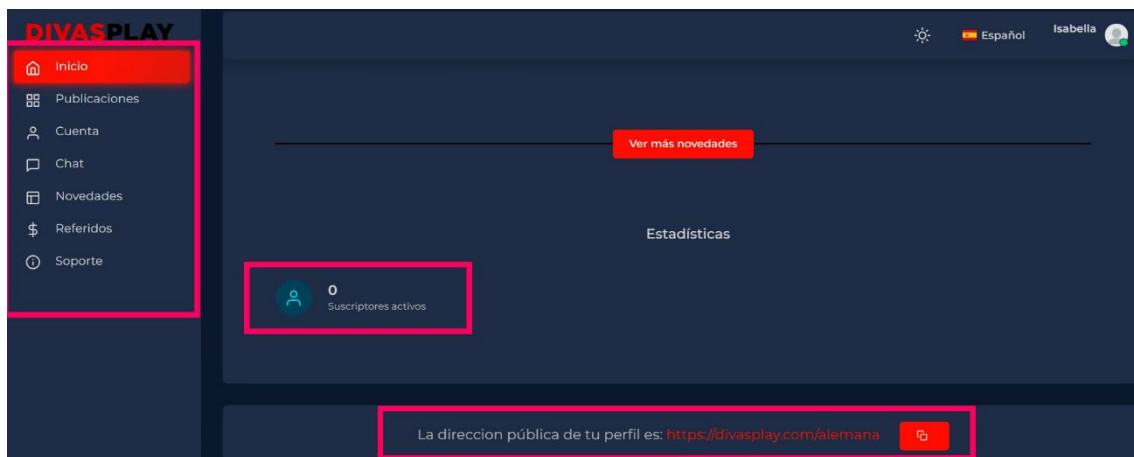 DIVASPLAY
Inicio
Publicaciones
Cuenta
Chat
Novedades
Referidos
Soporte
Español
Isabella
Ver más novedades
Estadísticas
0
Suscriptores activos
La direccion pública de tu perfil es: https://divasplay.com/alemana